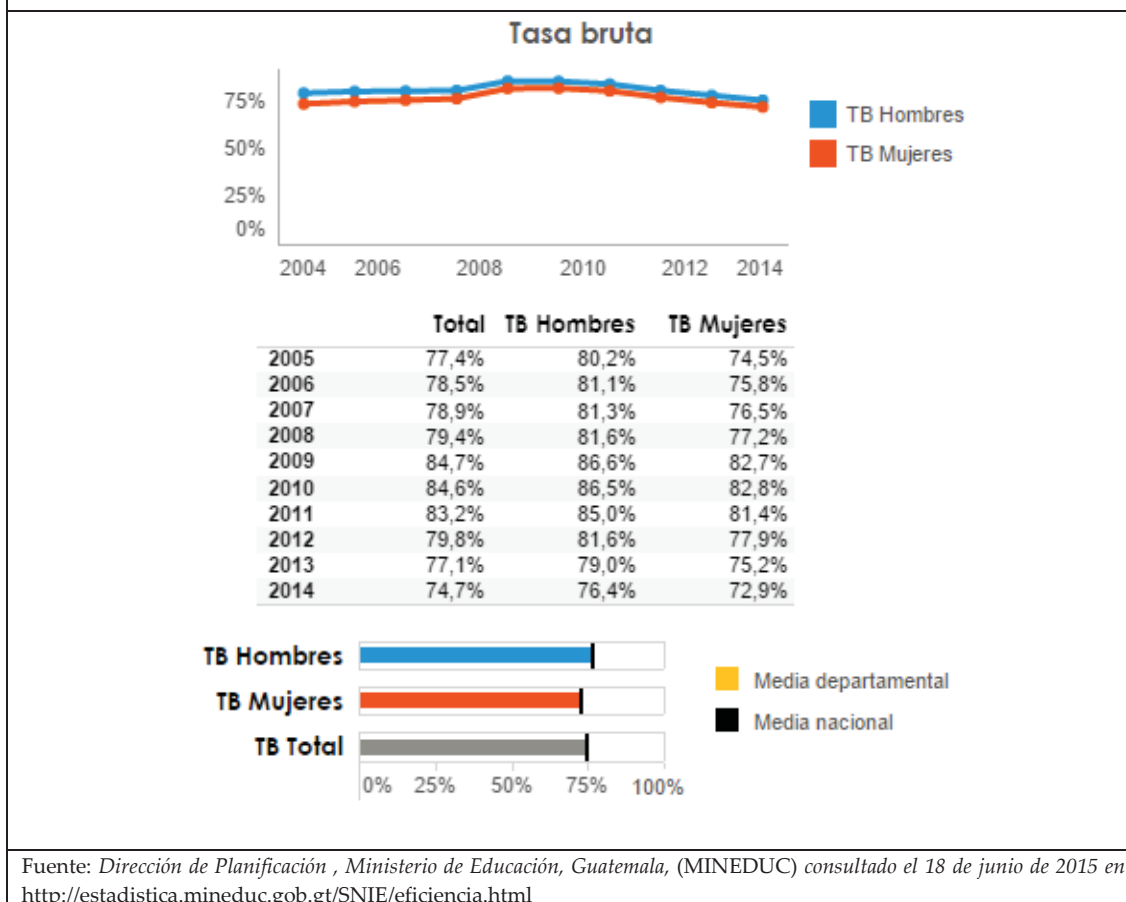 Tasa bruta
75%
50%
25%
0%
2004 2006 2008 2010 2012 2014
TB Hombres
TB Mujeres
Total TB Hombres TB Mujeres
2005 77,4% 80,2% 74,5%
2006 78,5% 81,1% 75,8%
2007 78,9% 81,3% 76,5%
2008 79,4% 81,6% 77,2%
2009 84,7% 86,6% 82,7%
2010 84,6% 86,5% 82,8%
2011 83,2% 85,0% 81,4%
2012 79,8% 81,6% 77,9%
2013 77,1% 79,0% 75,2%
2014 74,7% 76,4% 72,9%
TB Hombres
TB Mujeres
TB Total
0% 25% 50% 75% 100%
Media departamental
Media nacional
Fuente: Dirección de Planificación , Ministerio de Educación, Guatemala, (MINEDUC) consultado el 18 de junio de 2015 en
http://estadistica.mineduc.gob.gt/SNIE/eficiencia.html